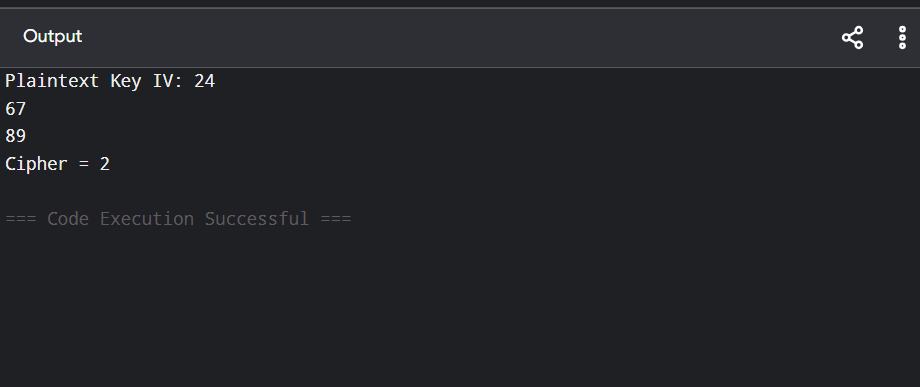 Output
Plaintext Key IV: 24
67
89
Cipher = 2
=== Code Execution Successful ===